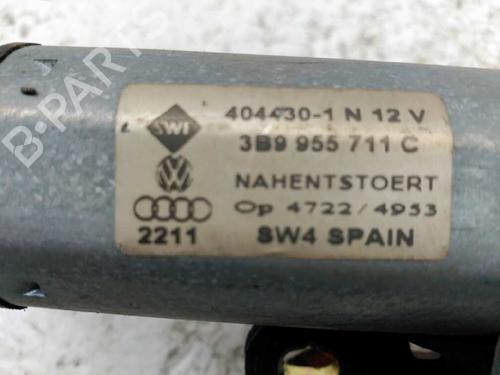 SWF
404430-1 N 12 V
3B9 955 711 C
NAHENTSTOERT
Op 4722/4953
2211 SW4 SPAIN
B-PARTS